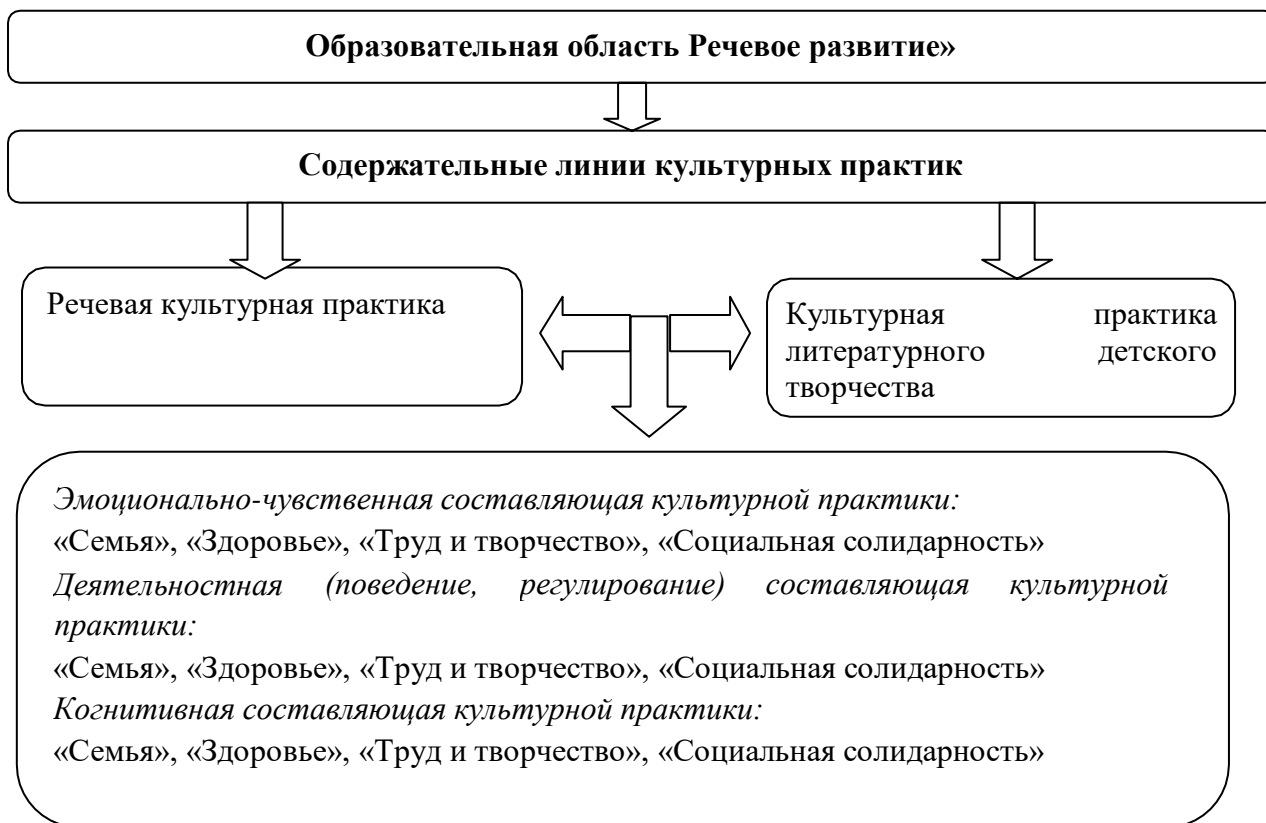 Образовательная область Речевое развитие»
Содержательные линии культурных практик
Речевая культурная практика
Культурная практика
литературного детского
творчества
Эмоционально-чувственная составляющая культурной практики:
«Семья», «Здоровье», «Труд и творчество», «Социальная солидарность»
Деятельностная (поведение, регулирование) составляющая культурной
практики:
«Семья», «Здоровье», «Труд и творчество», «Социальная солидарность»
Когнитивная составляющая культурной практики:
«Семья», «Здоровье», «Труд и творчество», «Социальная солидарность»